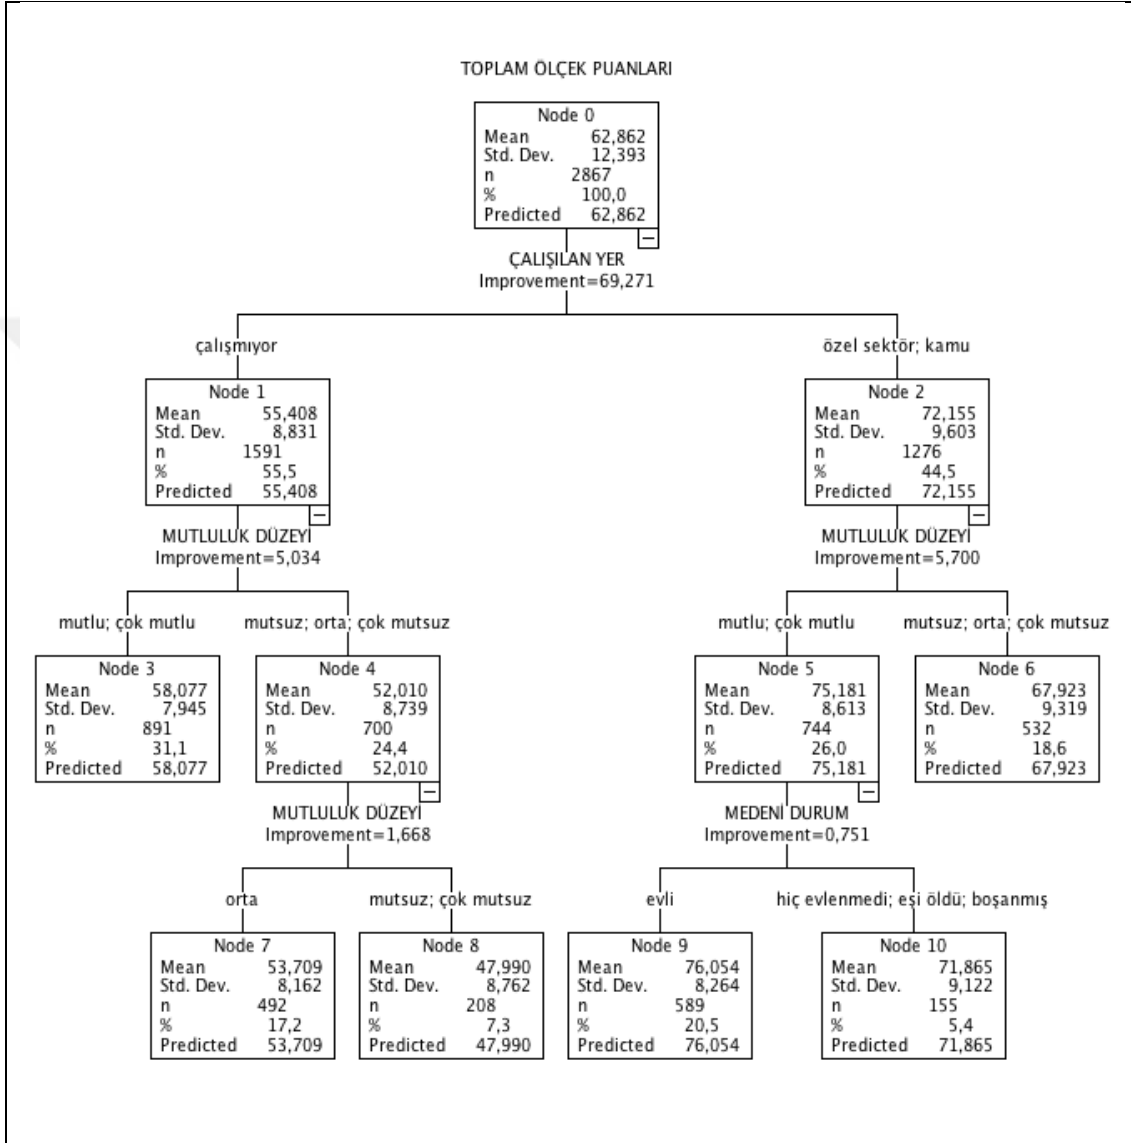 TOPLAM ÖLÇEK PUANLARI
Node 0
Mean 62,862
Std. Dev. 12,393
n 2867
% 100,0
Predicted 62,862
ÇALIŞILAN YER
Improvement=69,271
çalışmıyor
özel sektör; kamu
Node 1
Mean 55,408
Std. Dev. 8,831
n 1591
% 55,5
Predicted 55,408
MUTLULUK DÜZEYİ
Improvement=5,034
Node 2
Mean 72,155
Std. Dev. 9,603
n 1276
% 44,5
Predicted 72,155
MUTLULUK DÜZEYİ
Improvement=5,700
mutlu; çok mutlu
mutsuz; orta; çok mutsuz
mutlu; çok mutlu
mutsuz; orta; çok mutsuz
Node 3
Mean 58,077
Std. Dev. 7,945
n 891
% 31,1
Predicted 58,077
Node 4
Mean 52,010
Std. Dev. 8,739
n 700
% 24,4
Predicted 52,010
MUTLULUK DÜZEYİ
Improvement=1,668
Node 5
Mean 75,181
Std. Dev. 8,613
n 744
% 26,0
Predicted 75,181
MEDENİ DURUM
Improvement=0,751
Node 6
Mean 67,923
Std. Dev. 9,319
n 532
% 18,6
Predicted 67,923
orta
mutsuz; çok mutsuz
evli
hiç evlenmedi; eşi öldü; boşanmış
Node 7
Mean 53,709
Std. Dev. 8,162
n 492
% 17,2
Predicted 53,709
Node 8
Mean 47,990
Std. Dev. 8,762
n 208
% 7,3
Predicted 47,990
Node 9
Mean 76,054
Std. Dev. 8,264
n 589
% 20,5
Predicted 76,054
Node 10
Mean 71,865
Std. Dev. 9,122
n 155
% 5,4
Predicted 71,865